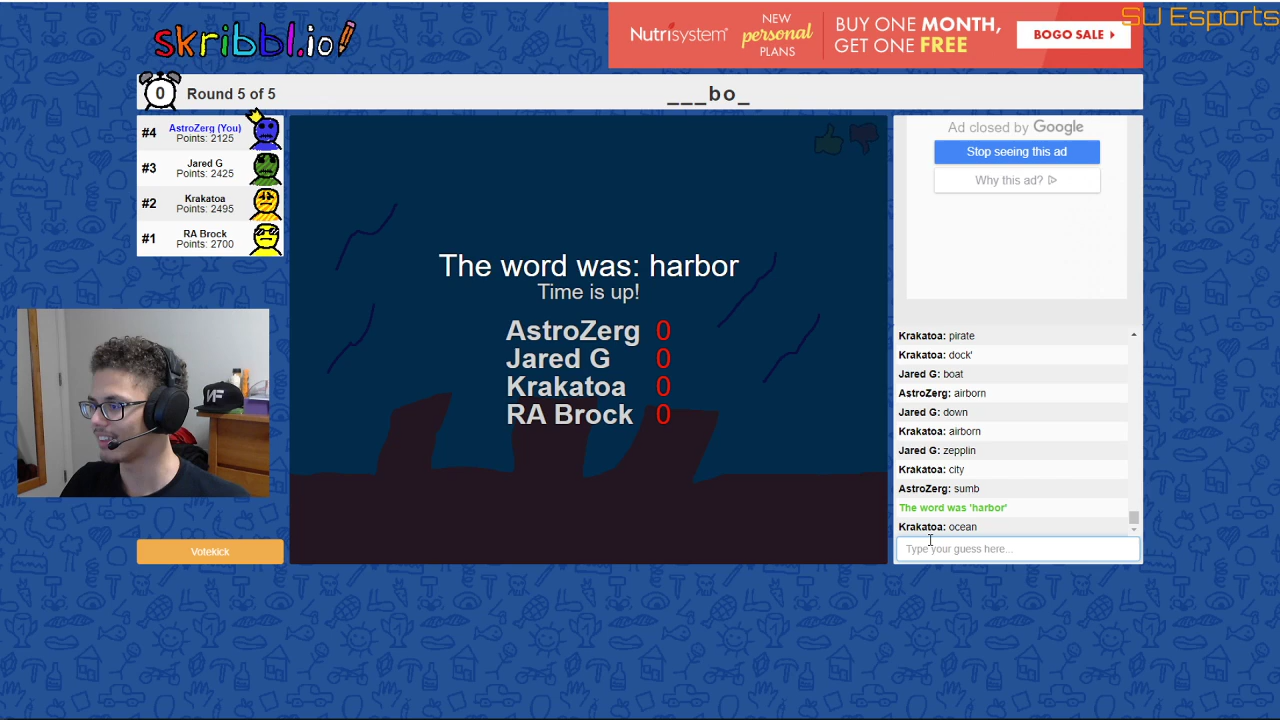 SU Esports
skribbl.io
Nutrisystem®
NEW
personal
PLANS
BUY ONE MONTH,
GET ONE FREE
BOGO SALE
0
Round 5 of 5
___bo_
#4
AstroZerg (You)
Points: 2125
#3
Jared G
Points: 2425
#2
Krakatoa
Points: 2495
#1
RA Brock
Points: 2700
The word was: harbor
Time is up!
AstroZerg 0
Jared G 0
Krakatoa 0
RA Brock 0
Ad closed by Google
Stop seeing this ad
Why this ad?
Krakatoa: pirate
Krakatoa: dock'
Jared G: boat
AstroZerg: airborn
Jared G: down
Krakatoa: airborn
Jared G: zepplin
Krakatoa: city
AstroZerg: sumb
The word was 'harbor'
Krakatoa: ocean
Type your guess here...
Votekick
NF